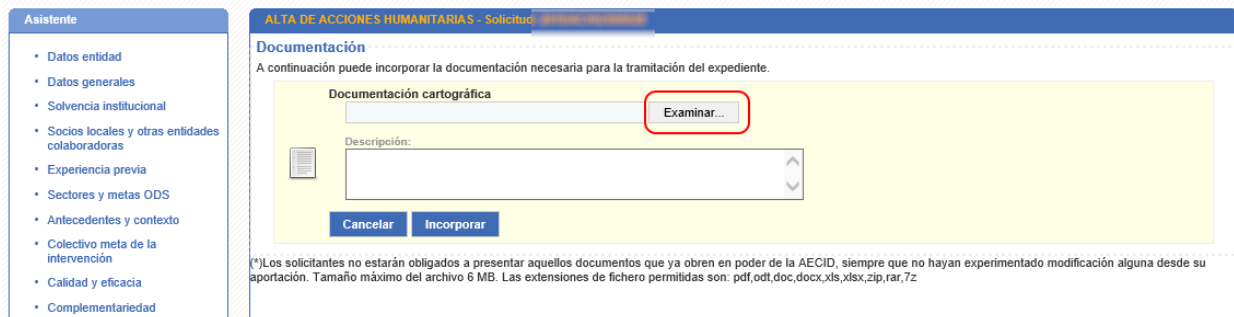 Asistente
Datos entidad
Datos generales
Solvencia institucional
Socios locales y otras entidades
colaboradoras
Experiencia previa
Sectores y metas ODS
Antecedentes y contexto
Colectivo meta de la
intervención
Calidad y eficacia
Complementariedad
ALTA DE ACCIONES HUMANITARIAS - Solicitud
Documentación
A continuación puede incorporar la documentación necesaria para la tramitación del expediente.
Documentación cartográfica
Examinar...
Descripción:
Cancelar Incorporar
(*)Los solicitantes no estarán obligados a presentar aquellos documentos que ya obren en poder de la AECID, siempre que no hayan experimentado modificación alguna desde su
aportación. Tamaño máximo del archivo 6 MB. Las extensiones de fichero permitidas son: pdf,odt,doc,docx,xls,xlsx,zip,rar,7z